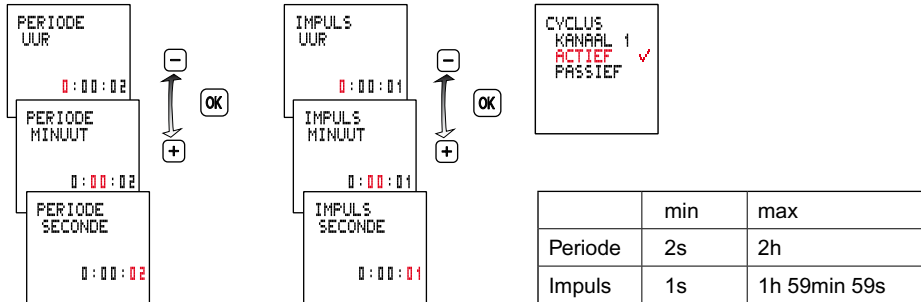 PERIODE
UUR
0:00:02
PERIODE
MINUUT
0:00:02
PERIODE
SECONDE
0:00:02
−
OK
+
IMPULS
UUR
0:00:01
IMPULS
MINUUT
0:00:01
IMPULS
SECONDE
0:00:01
−
OK
+
CYCLUS
KANAAL 1
ACTIEF ✓
PASSIEF
min max
Periode 2s 2h
Impuls 1s 1h 59min 59s